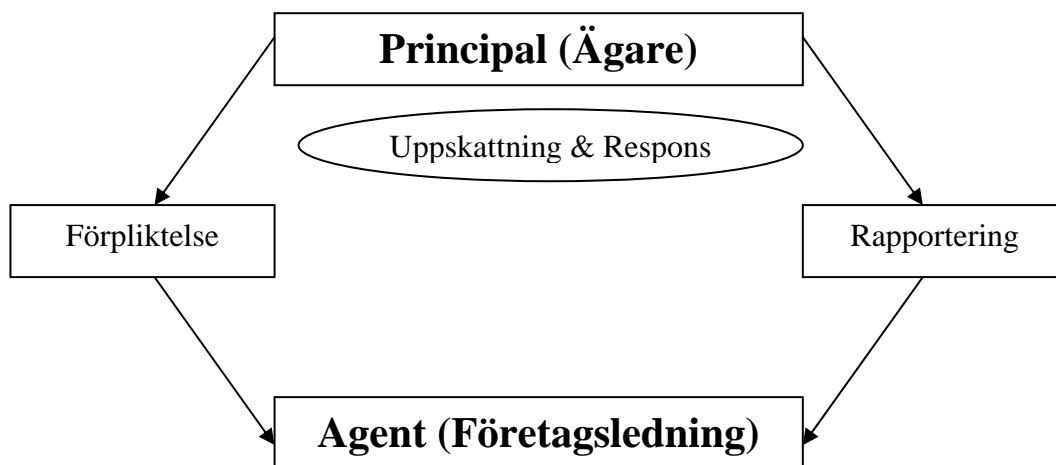 Principal (Ägare)
Uppskattning & Respons
Förpliktelse
Rapportering
Agent (Företagsledning)